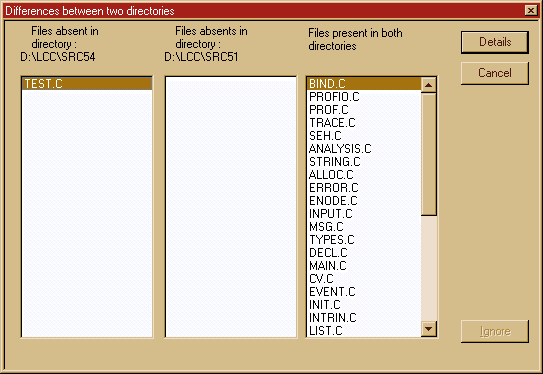 Differences between two directories
Files absent in
directory :
D:\LCC\SRC54
Files absents in
directory :
D:\LCC\SRC51
Files present in both
directories
Details
Cancel
TEST.C
BIND.C
PROFIO.C
PROF.C
TRACE.C
SEH.C
ANALYSIS.C
STRING.C
ALLOC.C
ERROR.C
ENODE.C
INPUT.C
MSG.C
TYPES.C
DECL.C
MAIN.C
CV.C
EVENT.C
INIT.C
INTRIN.C
LIST.C
Ignore